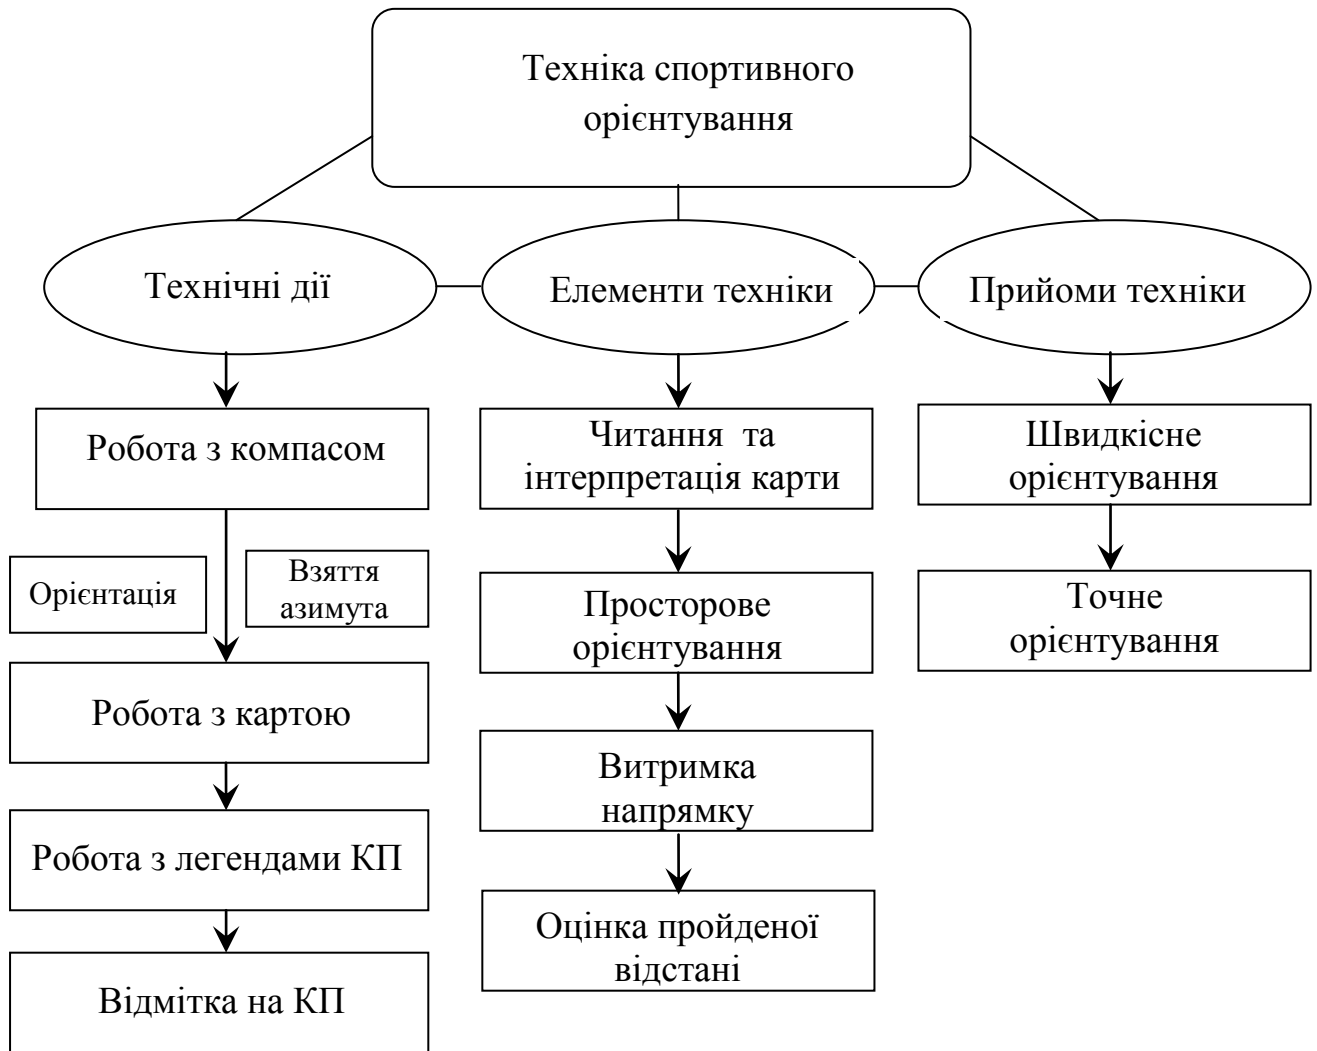 Техніка спортивного
орієнтування
Технічні дії
Елементи техніки
Прийоми техніки
Робота з компасом
Орієнтація
Взяття
азимута
Робота з картою
Робота з легендами КП
Відмітка на КП
Читання та
інтерпретація карти
Просторове
орієнтування
Витримка
напрямку
Оцінка пройденої
відстані
Швидкісне
орієнтування
Точне
орієнтування